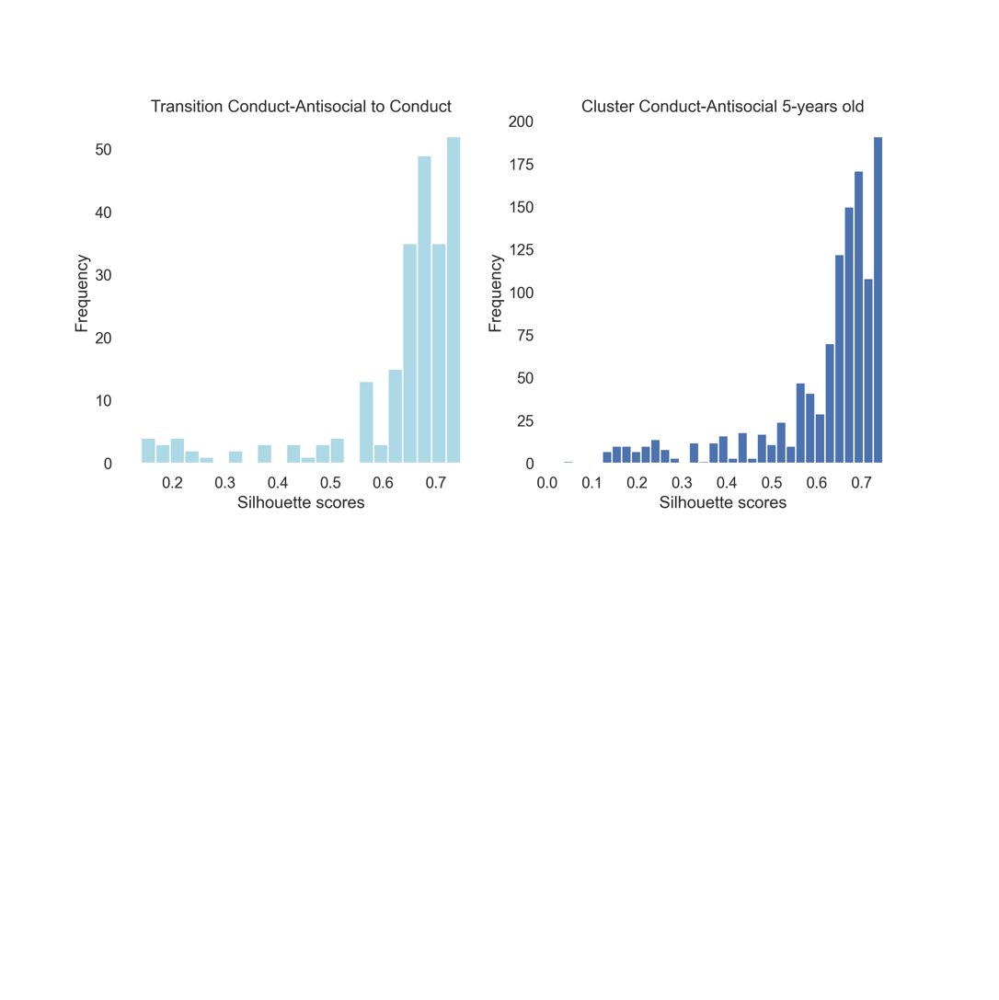 Transition Conduct-Antisocial to Conduct
Frequency
50
40
30
20
10
0
0.2 0.3 0.4 0.5 0.6 0.7
Silhouette scores
Cluster Conduct-Antisocial 5-years old
Frequency
200
175
150
125
100
75
50
25
0
0.0 0.1 0.2 0.3 0.4 0.5 0.6 0.7
Silhouette scores